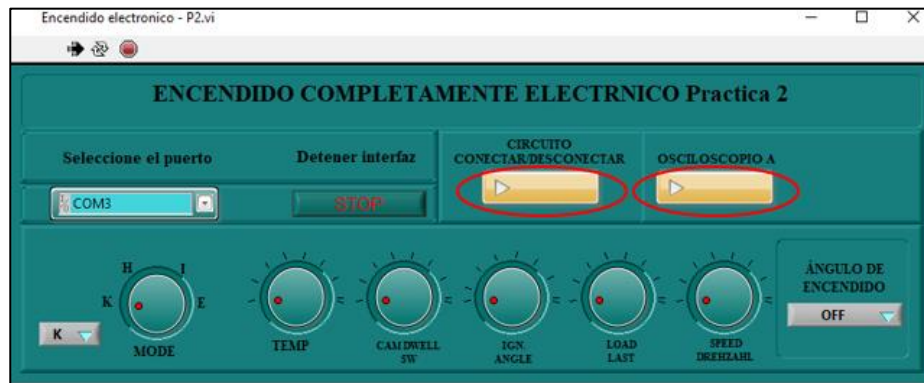 Encendido electronico - P2.vi
ENCENDIDO COMPLETAMENTE ELECTRNICO Practica 2
Seleccione el puerto
Detener interfaz
CIRCUITO
CONECTAR/DESCONECTAR
OSCILOSCOPIO A
COM3
STOP
H
I
K
E
K
MODE
TEMP
CAM DWELL
SW
IGN.
ANGLE
LOAD
LAST
SPEED
DREHZAHL
ÁNGULO DE
ENCENDIDO
OFF